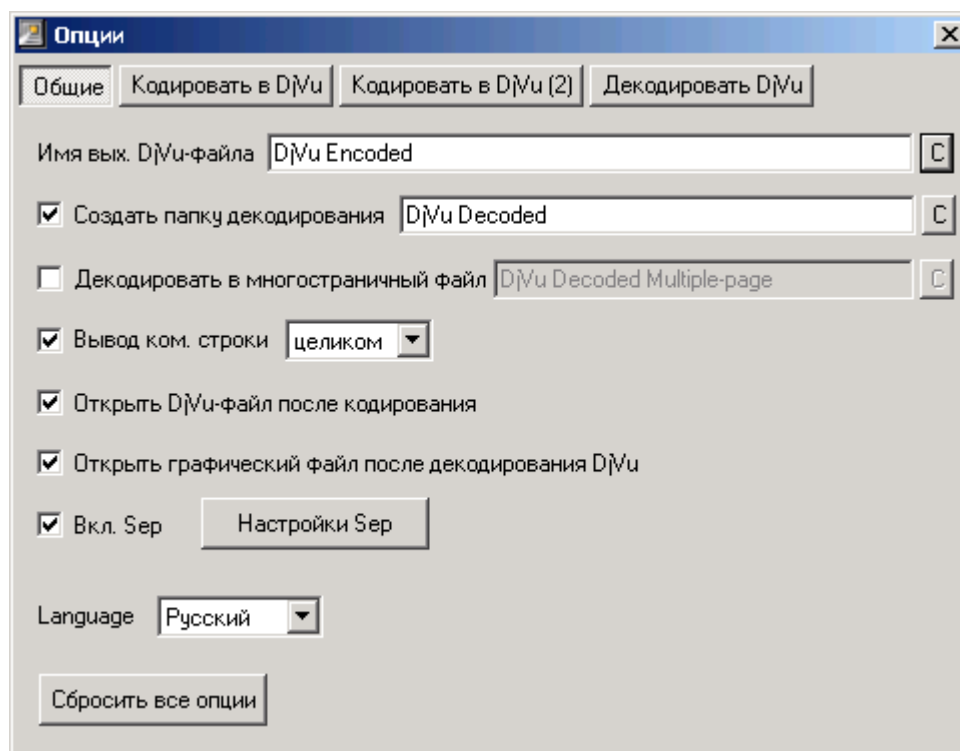 Опции
Общие Кодировать в DjVu Кодировать в DjVu (2) Декодировать DjVu
Имя вых. DjVu-файла DjVu Encoded C
Создать папку декодирования DjVu Decoded C
Декодировать в многостраничный файл DjVu Decoded Multiple-page C
Вывод ком. строки целиком
Открыть DjVu-файл после кодирования
Открыть графический файл после декодирования DjVu
Вкл. Sep Настройки Sep
Language Русский
Сбросить все опции